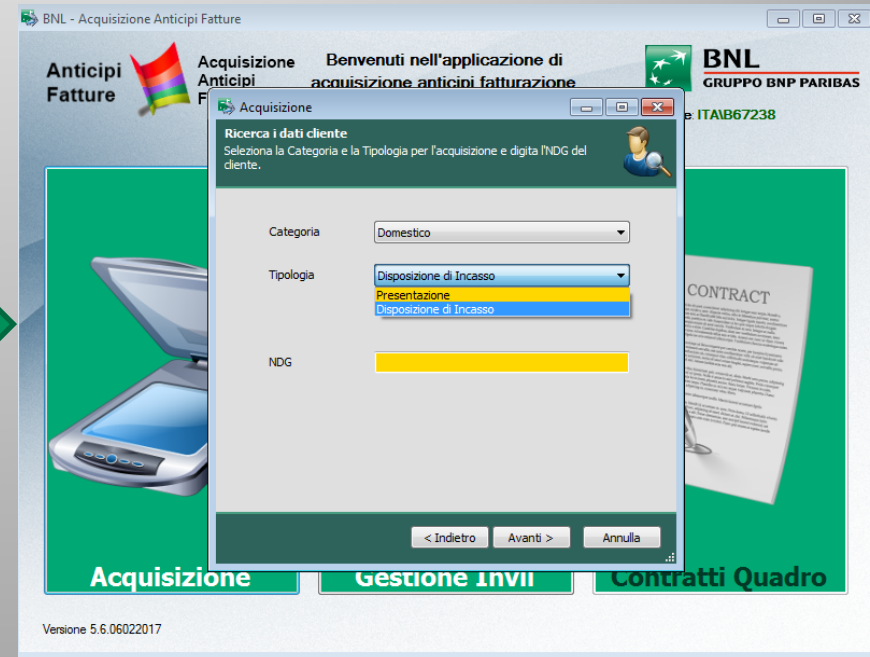 BNL - Acquisizione Anticipi Fatture
Anticipi
Fatture
Acquisizione
Anticipi
F
Benvenuti nell'applicazione di
acquisizione anticipi fatturazione
BNL
GRUPPO BNP PARIBAS
e: ITA\B67238
Acquisizione
Ricerca i dati cliente
Seleziona la Categoria e la Tipologia per l'acquisizione e digita l'NDG del
cliente.
Categoria
Domestico
Tipologia
Disposizione di Incasso
Presentazione
Disposizione di Incasso
NDG
CONTRACT
< Indietro
Avanti >
Annulla
Acquisizione
Gestione Invii
Contratti Quadro
Versione 5.6.06022017